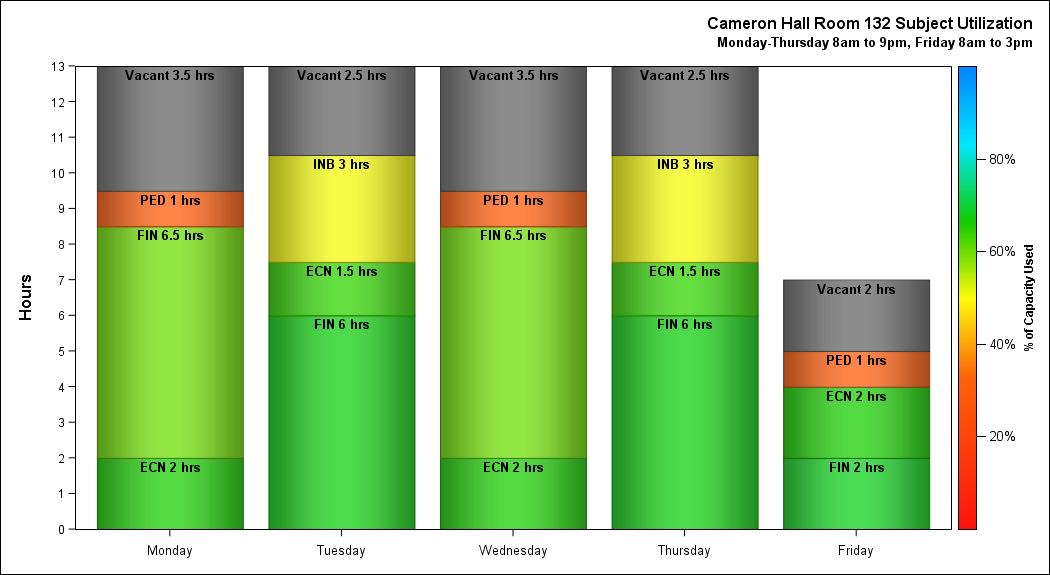 Cameron Hall Room 132 Subject Utilization
Monday-Thursday 8am to 9pm, Friday 8am to 3pm
Hours
13
12
11
10
9
8
7
6
5
4
3
2
1
0
Vacant 3.5 hrs
PED 1 hrs
FIN 6.5 hrs
ECN 2 hrs
Monday
Vacant 2.5 hrs
INB 3 hrs
ECN 1.5 hrs
FIN 6 hrs
Tuesday
Vacant 3.5 hrs
PED 1 hrs
FIN 6.5 hrs
ECN 2 hrs
Wednesday
Vacant 2.5 hrs
INB 3 hrs
ECN 1.5 hrs
FIN 6 hrs
Thursday
Vacant 2 hrs
PED 1 hrs
ECN 2 hrs
FIN 2 hrs
Friday
80%
60%
40%
20%
% of Capacity Used